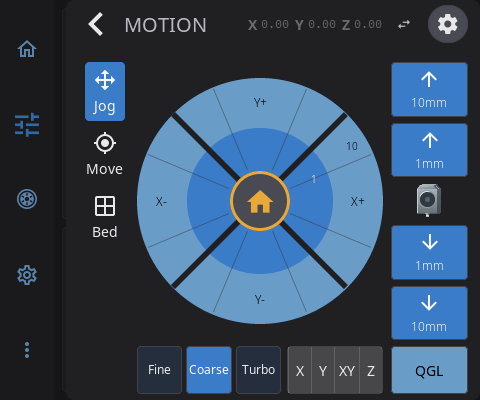 MOTION
X 0.00 Y 0.00 Z 0.00
Jog
Move
Bed
Y+
10
1
X-
X+
Y-
10mm
1mm
1mm
10mm
Fine
Coarse
Turbo
X
Y
XY
Z
QGL